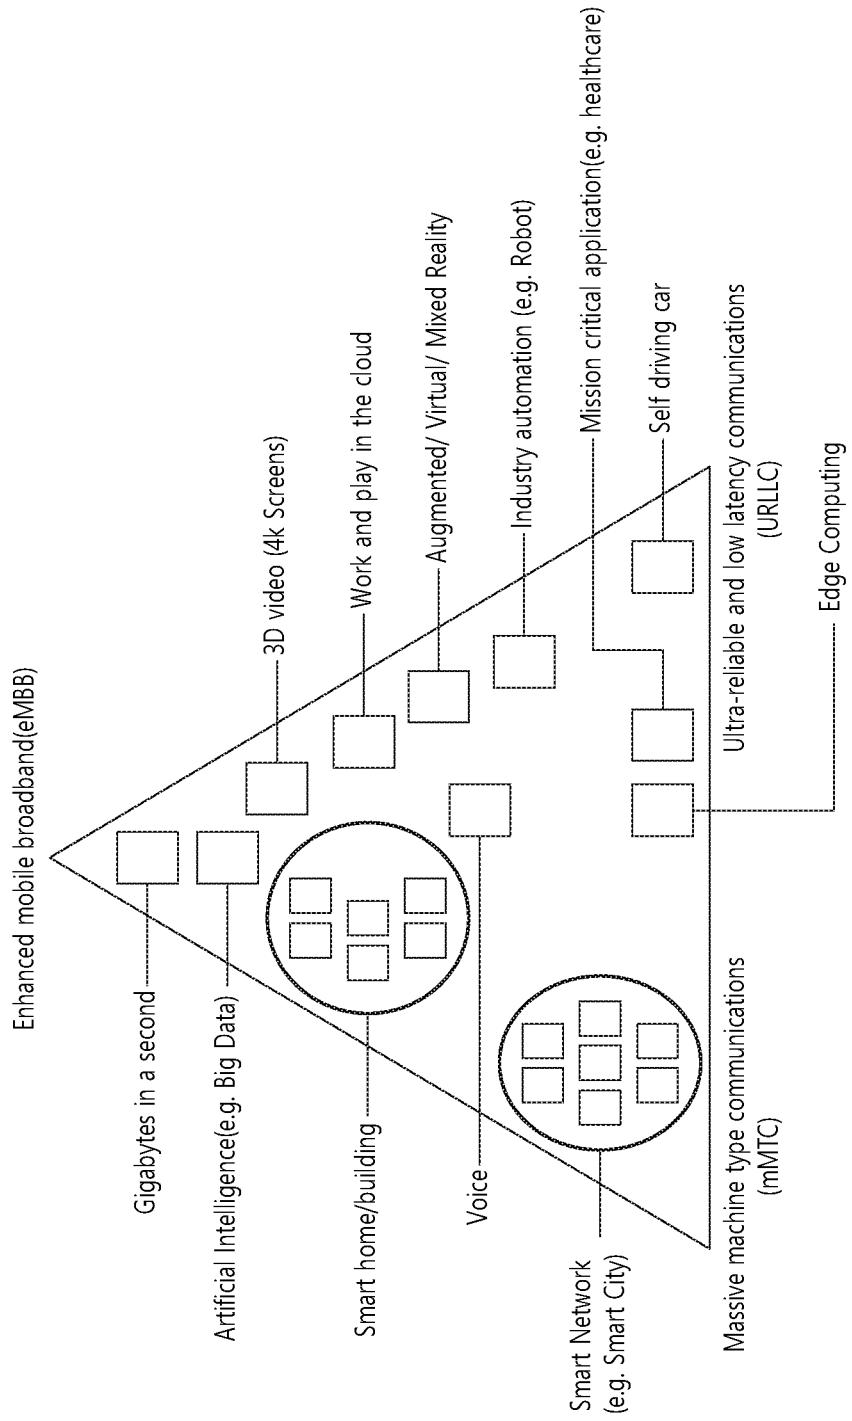 Enhanced mobile broadband(eMBB)
Gigabytes in a second
Artificial Intelligence(e.g. Big Data)
3D video (4k Screens)
Smart home/building
Work and play in the cloud
Augmented/ Virtual/ Mixed Reality
Voice
Industry automation (e.g. Robot)
Smart Network
(e.g. Smart City)
Mission critical application(e.g. healthcare)
Self driving car
Massive machine type communications
(mMTC)
Ultra-reliable and low latency communications
(URLLC)
Edge Computing